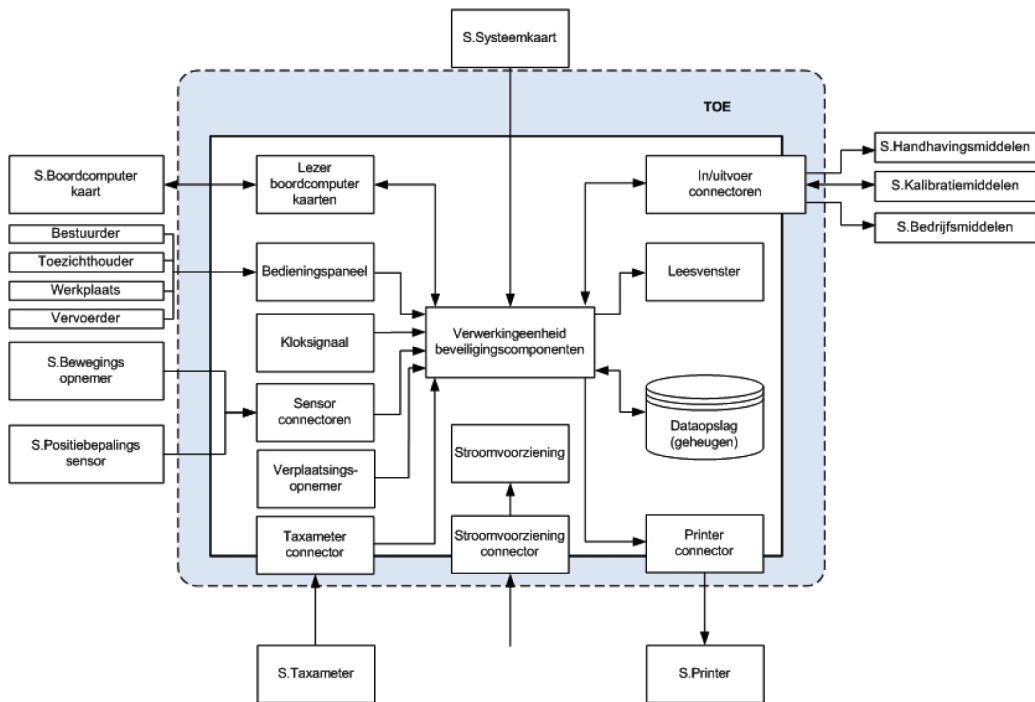 S.Systeemkaart
TOE
S.Boordcomputer
kaart
Lezer
boordcomputer
kaarten
In/uitvoer
connectoren
S.Handhavingsmiddelen
S.Kalibratiemiddelen
S.Bedrijfsmiddelen
Bestuurder
Toezichthouder
Werkplaats
Vervoerder
Bedieningspaneel
Leesvenster
Kloksignaal
Verwerkingeenheid
beveiligingscomponenten
S.Bewegings
opnemer
Sensor
connectoren
S.Positiebepalings
sensor
Dataopslag
(geheugen)
Stroomvoorziening
Verplaatsings-
opnemer
Taxameter
connector
Stroomvoorziening
connector
Printer
connector
S.Taxameter
S.Printer